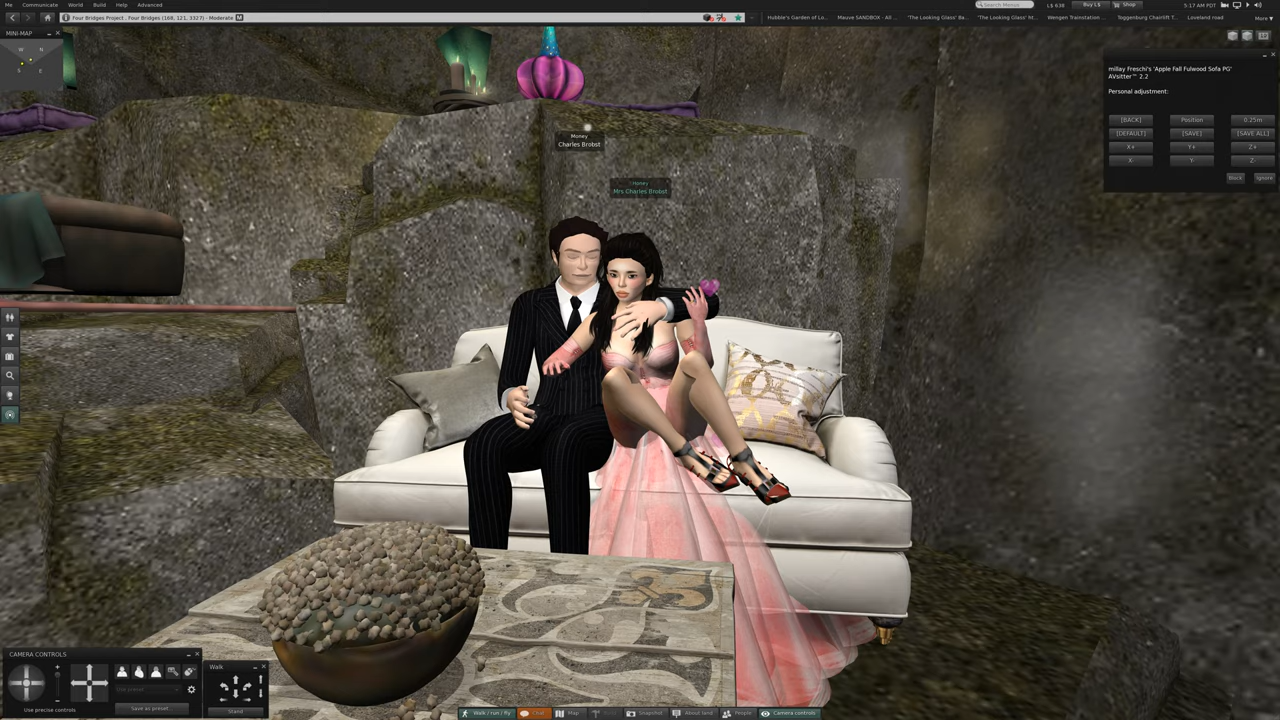 Me Communicate World Build Help Advanced
Search Menus L$ 639 Buy L$ Shop 5:17 AM PDT
Four Bridges Project , Four Bridges (168, 121, 3327) - Moderate M
Hubble's Garden of Lo... Mauve SANDBOX - All ... 'The Looking Glass' Ba... 'The Looking Glass' ht... Wengen Trainstation ... Toggenburg Chairlift T... Loveland road
More ▼
MINI-MAP
W N
S E
millay Freschi's 'Apple Fall Fulwood Sofa PG'
AVsitter™ 2.2
Personal adjustment:
[BACK] Position 0.25m
[DEFAULT] [SAVE] [SAVE ALL]
X+ Y+ Z+
X- Y- Z-
Block Ignore
Money
Charles Brobst
Honey
Mrs Charles Brobst
CAMERA CONTROLS
Use preset
Use precise controls
Save as preset...
Walk
Stand
Walk / run / fly Chat Map Snapshot About land People Camera controls